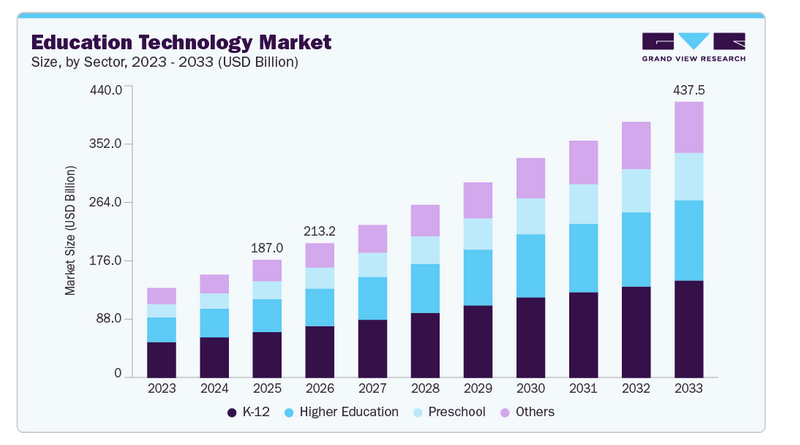 Education Technology Market
Size, by Sector, 2023 - 2033 (USD Billion)
GRAND VIEW RESEARCH
Market Size (USD Billion)
440.0
352.0
264.0
176.0
88.0
0
187.0
213.2
437.5
2023 2024 2025 2026 2027 2028 2029 2030 2031 2032 2033
K-12 Higher Education Preschool Others